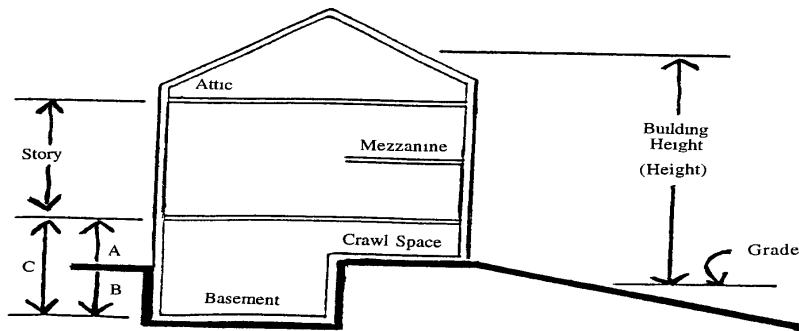 Attic
Story
Mezzanine
Building
Height
(Height)
A
Crawl Space
Grade
C
B
Basement